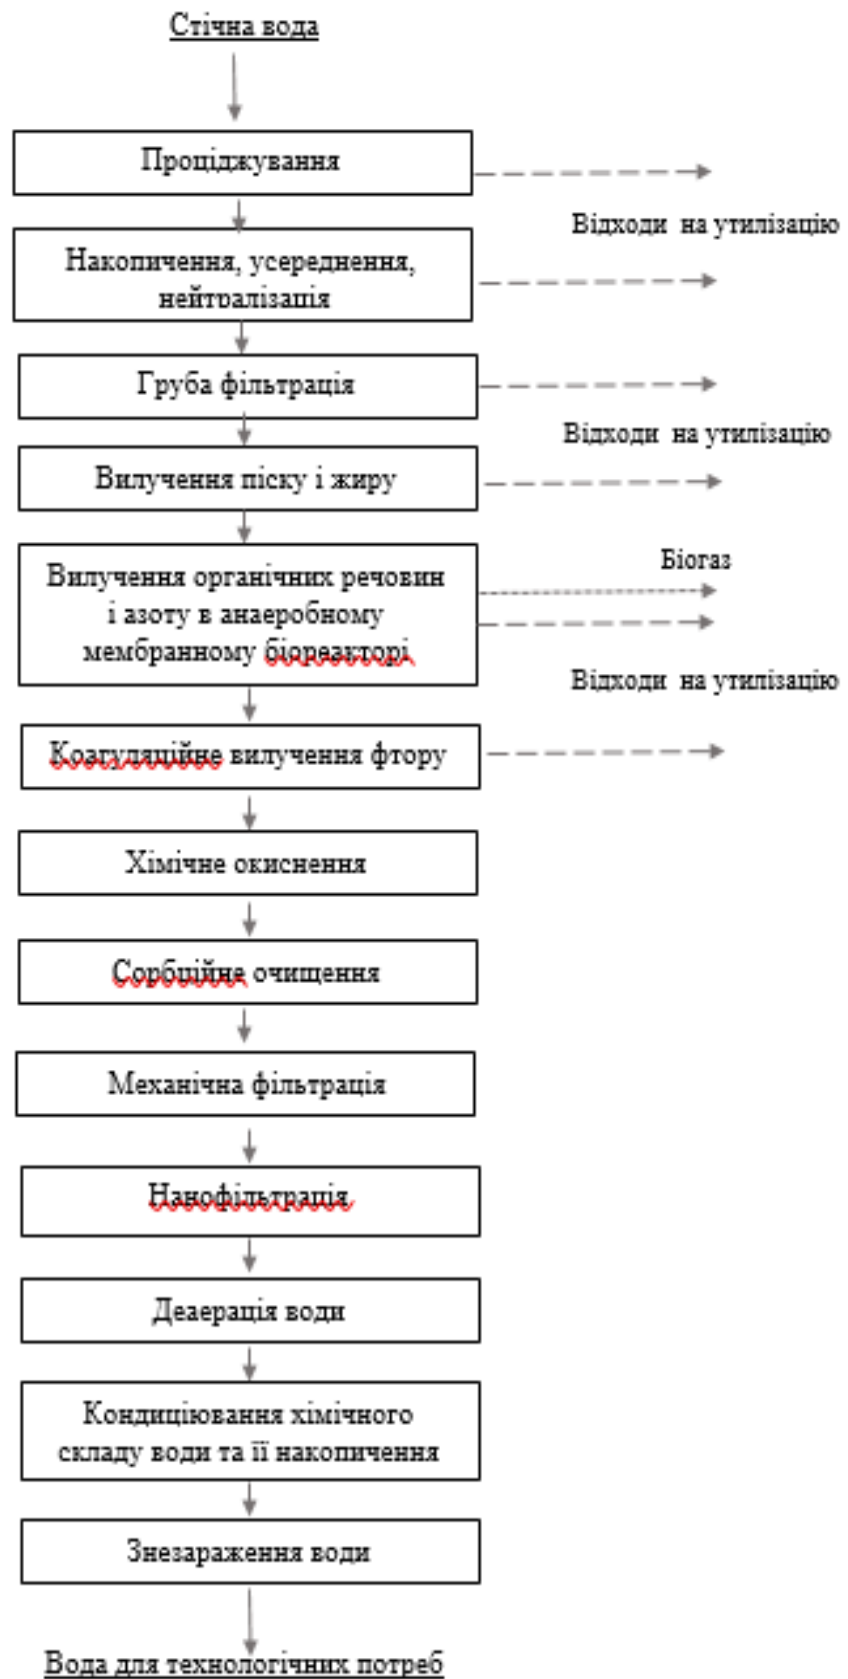 Стічна вода
Проціджування
Відходи на утилізацію
Накопичення, усереднення,
нейтралізація
Груба фільтрація
Відходи на утилізацію
Вилучення піску і жиру
Біогаз
Вилучення органічних речовин
і азоту в анаеробному
мембранному біореакторі
Відходи на утилізацію
Коагуляційне вилучення фтору
Хімічне окиснення
Сорбційне очищення
Механічна фільтрація
Нанофільтрація
Деаерація води
Кондиціювання хімічного
складу води та її накопичення
Знезараження води
Вода для технологічних потреб